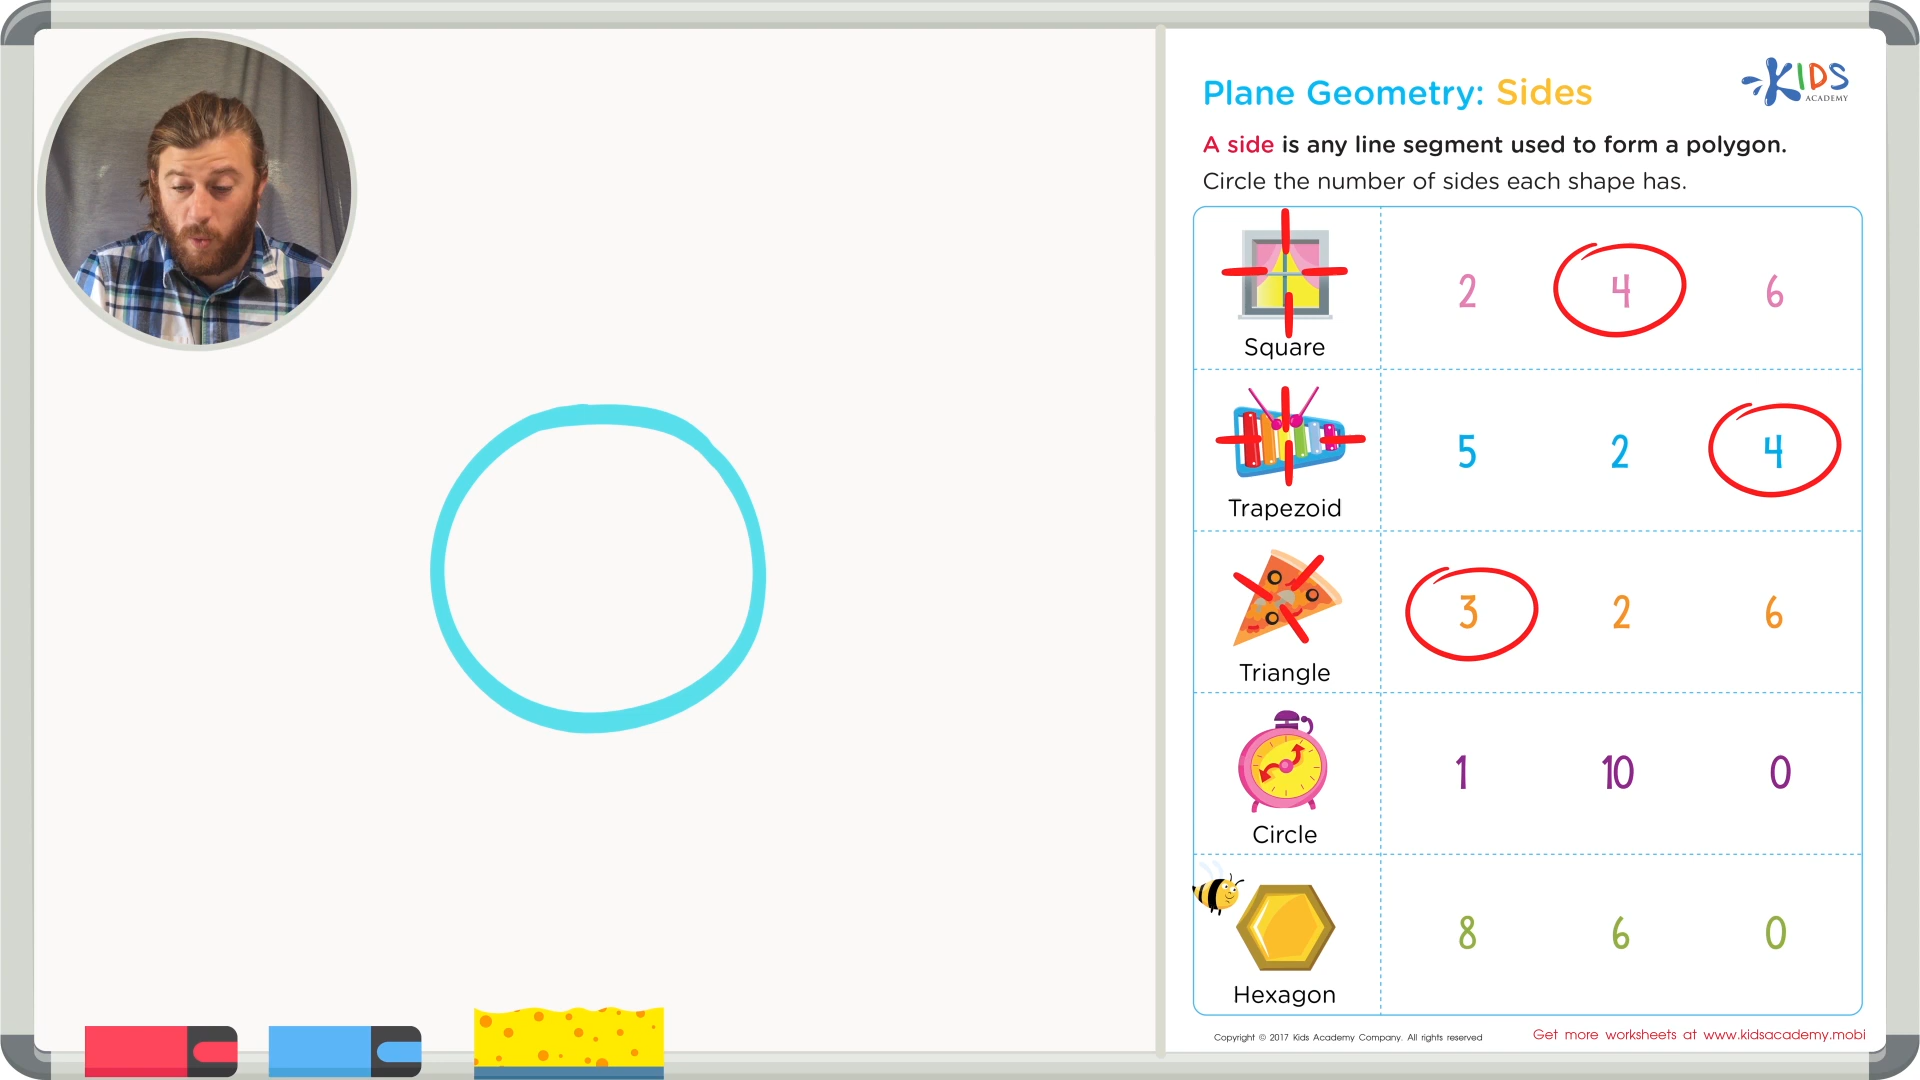 KIDS
ACADEMY
Plane Geometry: Sides
A side is any line segment used to form a polygon.
Circle the number of sides each shape has.
Square
2 4 6
Trapezoid
5 2 4
Triangle
3 2 6
Circle
1 10 0
Hexagon
8 6 0
Copyright © 2017 Kids Academy Company. All rights reserved
Get more worksheets at www.kidsacademy.mobi